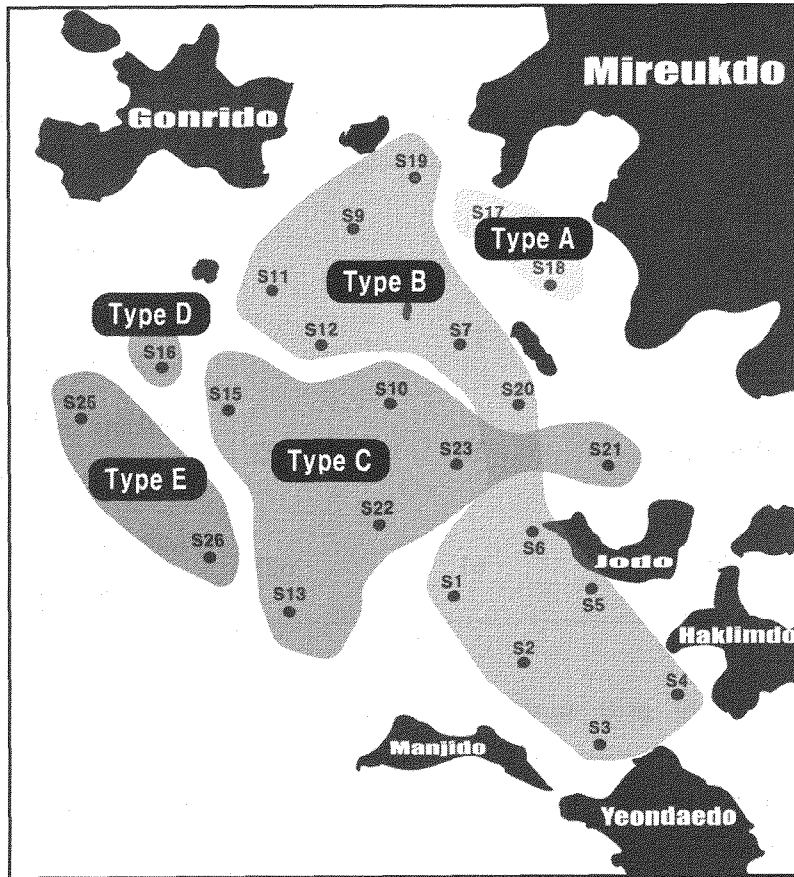 Mireukdo
Gonrido
S19
S17
S9
Type A
S11
Type B
S18
Type D
S12
S7
S16
S25
S15
S10
S20
Type C
S23
S21
Type E
S22
S26
S6
Jodo
S13
S1
S5
S2
Haklimdo
S4
S3
Manjido
Yeondaedo